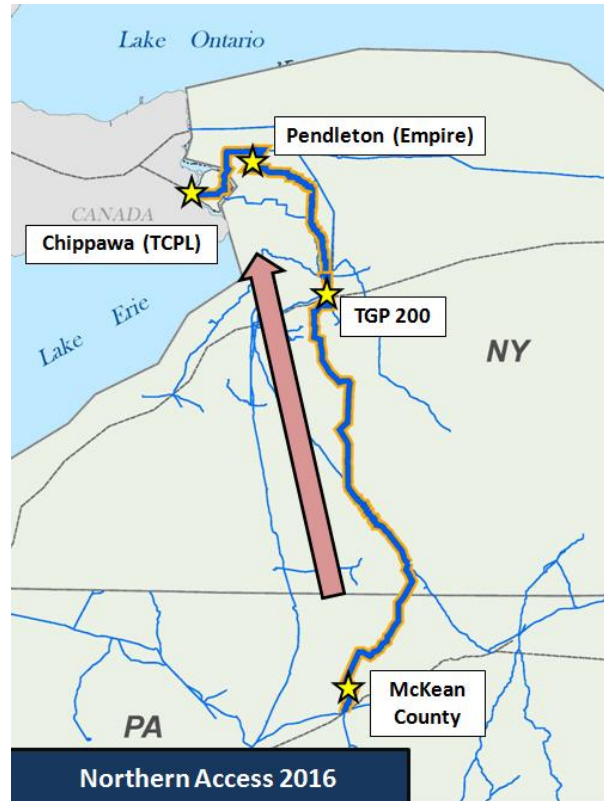 Lake Ontario
Pendleton (Empire)
CANADA
Chippawa (TCPL)
Lake Erie
TGP 200
NY
McKean
County
PA
Northern Access 2016